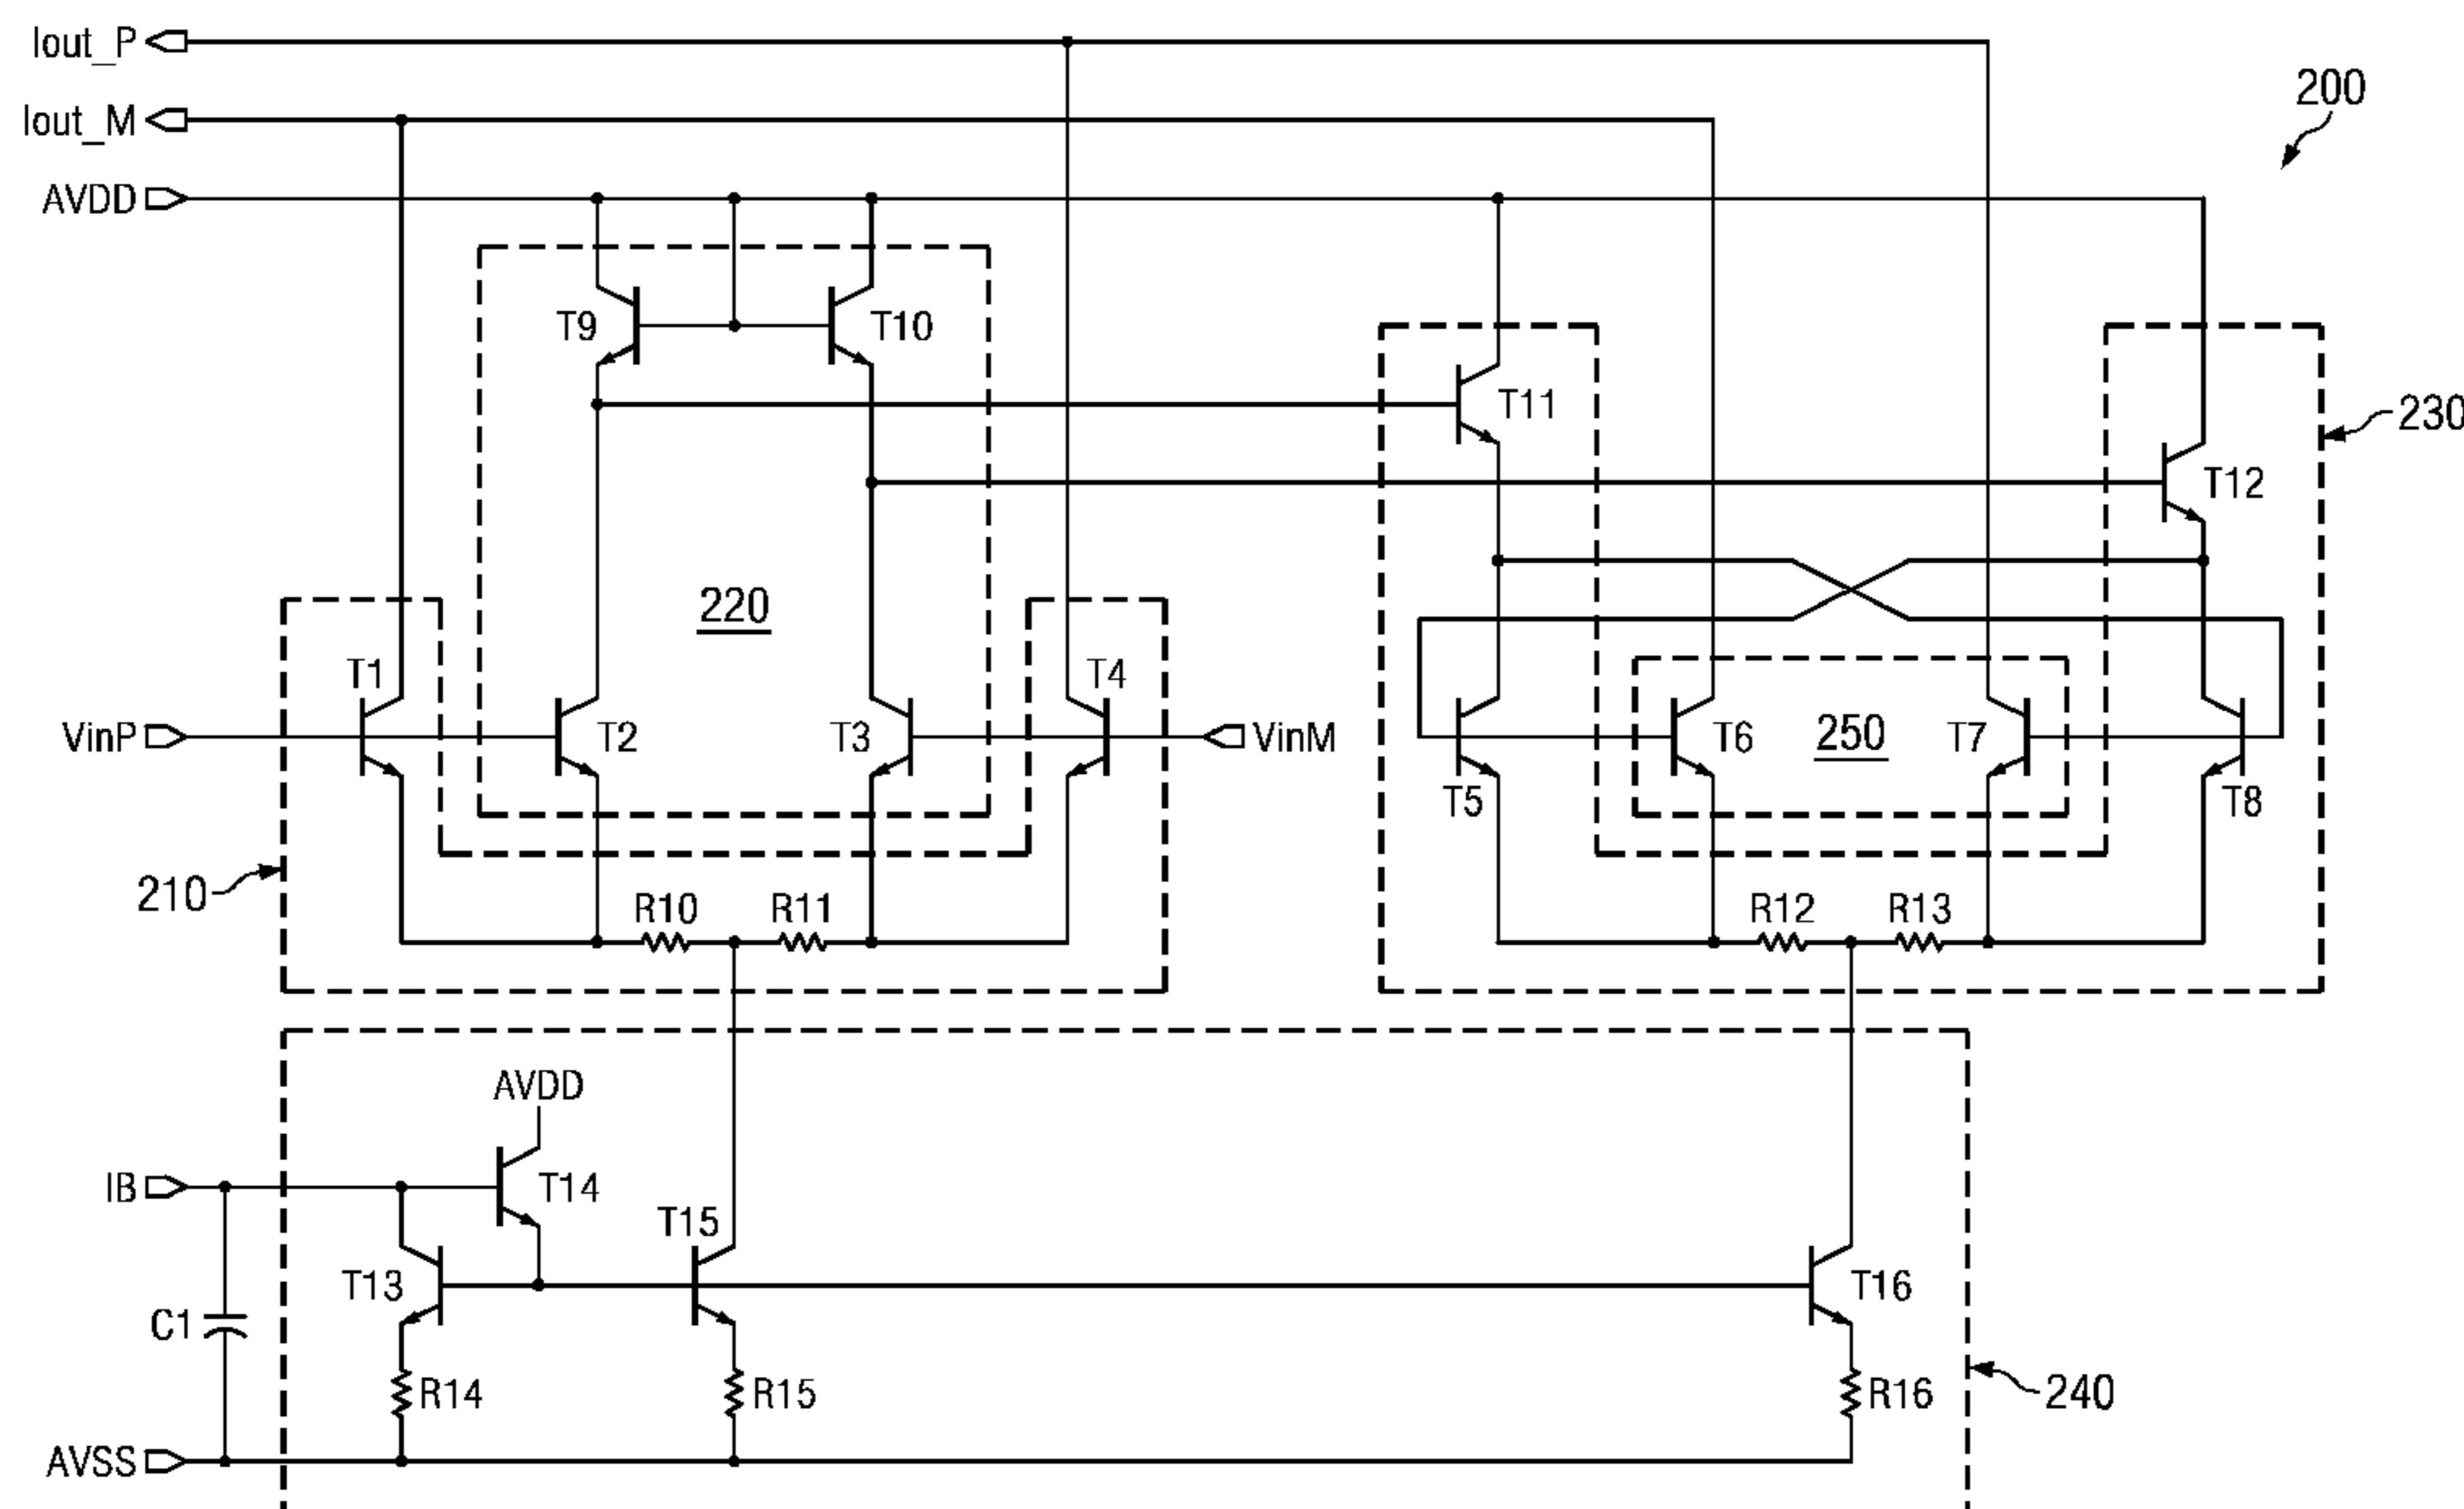 Iout_P
200
Iout_M
AVDD
T9 T10
T11 230
T12
220
T1 T4
VinP T2 T3 VinM T6 250 T7
T5 T8
210 R10 R11 R12 R13
AVDD
IB T14
T15
T13 T16
C1
R14 R15 R16 240
AVSS